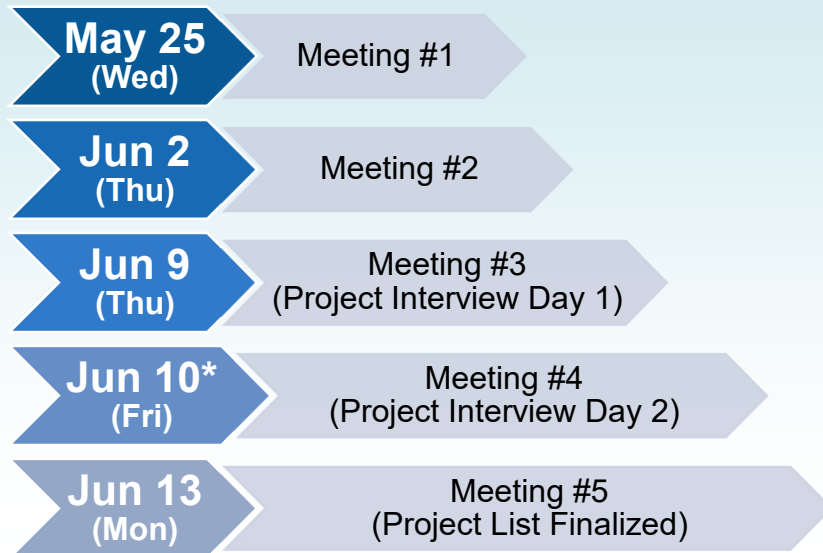 May 25
(Wed)
Meeting #1
Jun 2
(Thu)
Meeting #2
Jun 9
(Thu)
Meeting #3
(Project Interview Day 1)
Jun 10*
(Fri)
Meeting #4
(Project Interview Day 2)
Jun 13
(Mon)
Meeting #5
(Project List Finalized)